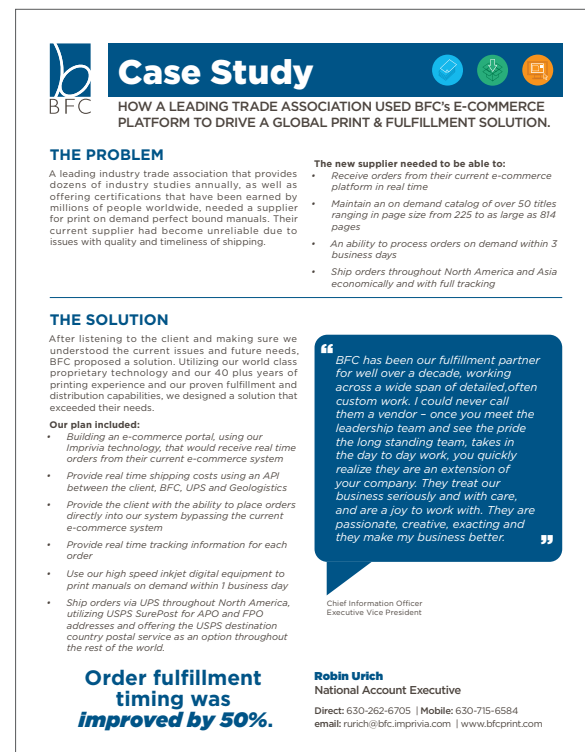 BFC
Case Study
HOW A LEADING TRADE ASSOCIATION USED BFC's E-COMMERCE
PLATFORM TO DRIVE A GLOBAL PRINT & FULFILLMENT SOLUTION.
THE PROBLEM
A leading industry trade association that provides
dozens of industry studies annually, as well as
offering certifications that have been earned by
millions of people worldwide, needed a supplier
for print on demand perfect bound manuals. Their
current supplier had become unreliable due to
issues with quality and timeliness of shipping.
The new supplier needed to be able to:
• Receive orders from their current e-commerce
platform in real time
• Maintain an on demand catalog of over 50 titles
ranging in page size from 225 to as large as 814
pages
• An ability to process orders on demand within 3
business days
• Ship orders throughout North America and Asia
economically and with full tracking
THE SOLUTION
After listening to the client and making sure we
understood the current issues and future needs,
BFC proposed a solution. Utilizing our world class
proprietary technology and our 40 plus years of
printing experience and our proven fulfillment and
distribution capabilities, we designed a solution that
exceeded their needs.
Our plan included:
• Building an e-commerce portal, using our
Imprivia technology, that would receive real time
orders from their current e-commerce system
• Provide real time shipping costs using an API
between the client, BFC, UPS and Geologistics
• Provide the client with the ability to place orders
directly into our system bypassing the current
e-commerce system
• Provide real time tracking information for each
order
• Use our high speed inkjet digital equipment to
print manuals on demand within 1 business day
• Ship orders via UPS throughout North America,
utilizing USPS SurePost for APO and FPO
addresses and offering the USPS destination
country postal service as an option throughout
the rest of the world.
Order fulfillment
timing was
improved by 50%.
❝
BFC has been our fulfillment partner
for well over a decade, working
across a wide span of detailed,often
custom work. I could never call
them a vendor – once you meet the
leadership team and see the pride
the long standing team, takes in
the day to day work, you quickly
realize they are an extension of
your company. They treat our
business seriously and with care,
and are a joy to work with. They are
passionate, creative, exacting and
they make my business better. ❞
Chief Information Officer
Executive Vice President
Robin Urich
National Account Executive
Direct: 630-262-6705 | Mobile: 630-715-6584
email: rurich@bfc.imprivia.com | www.bfcprint.com